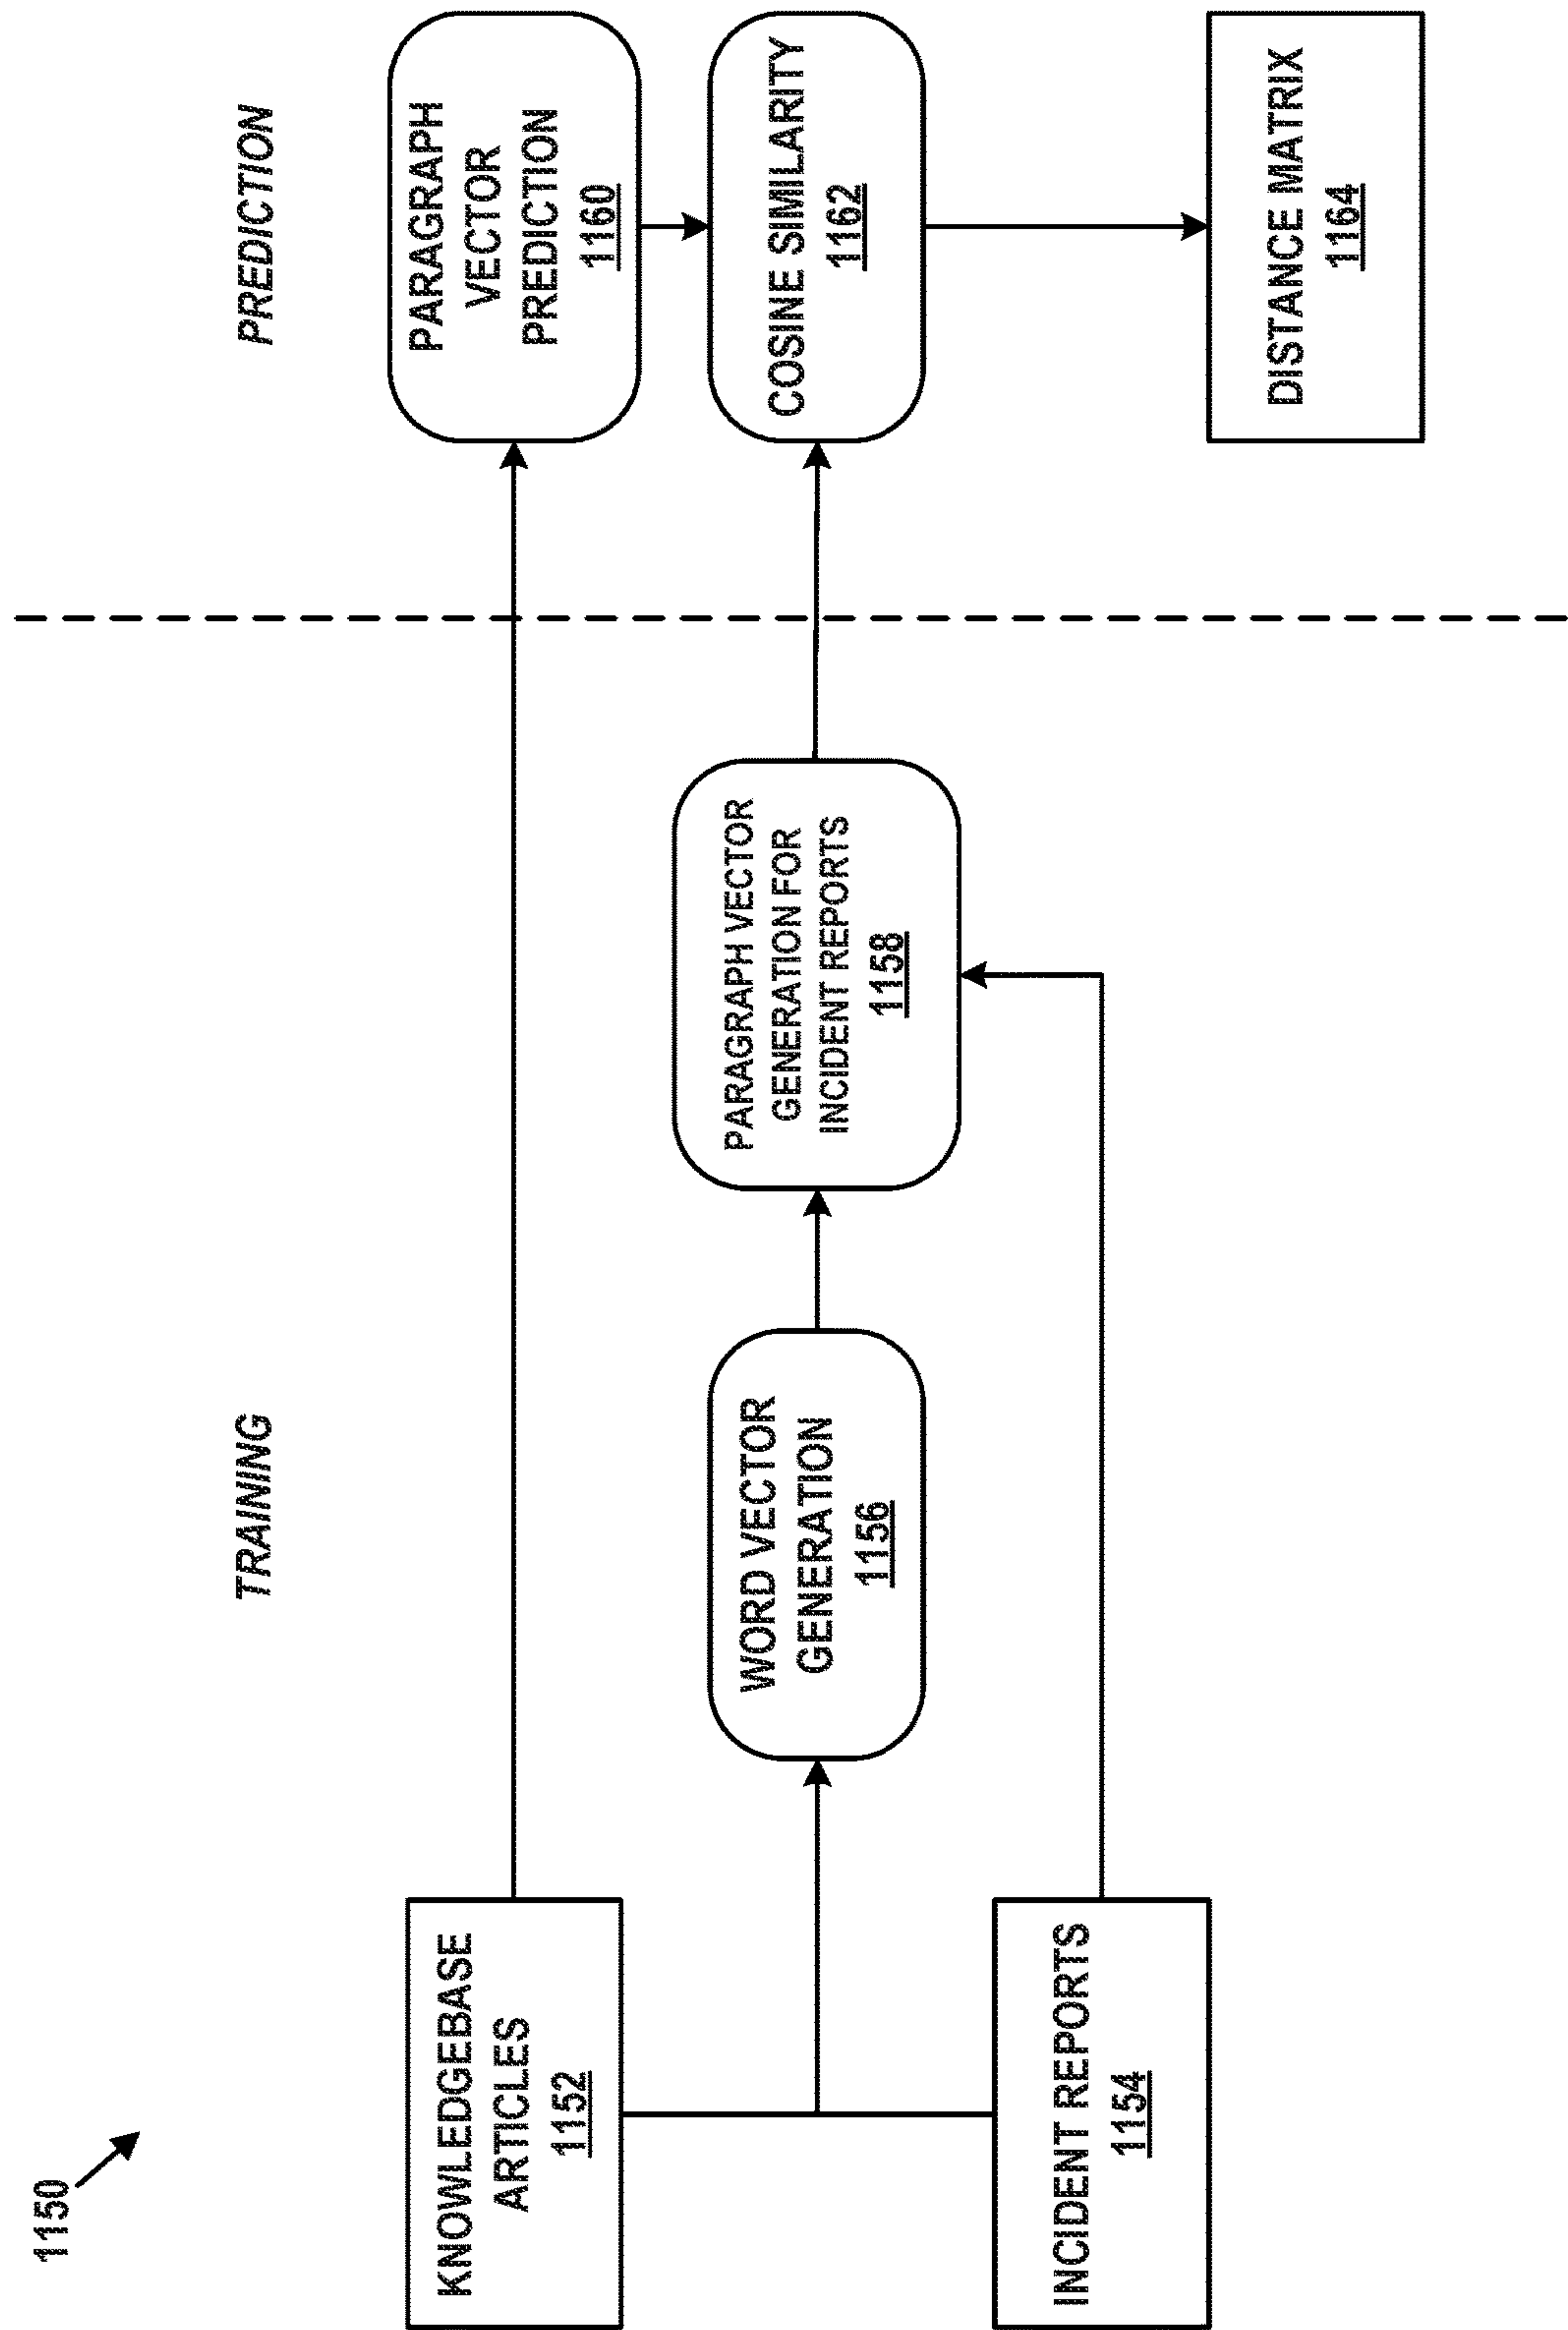 1150
TRAINING
PREDICTION
KNOWLEDGEBASE
ARTICLES
1152
PARAGRAPH
VECTOR
PREDICTION
1160
WORD VECTOR
GENERATION
1156
PARAGRAPH VECTOR
GENERATION FOR
INCIDENT REPORTS
1158
COSINE SIMILARITY
1162
INCIDENT REPORTS
1154
DISTANCE MATRIX
1164